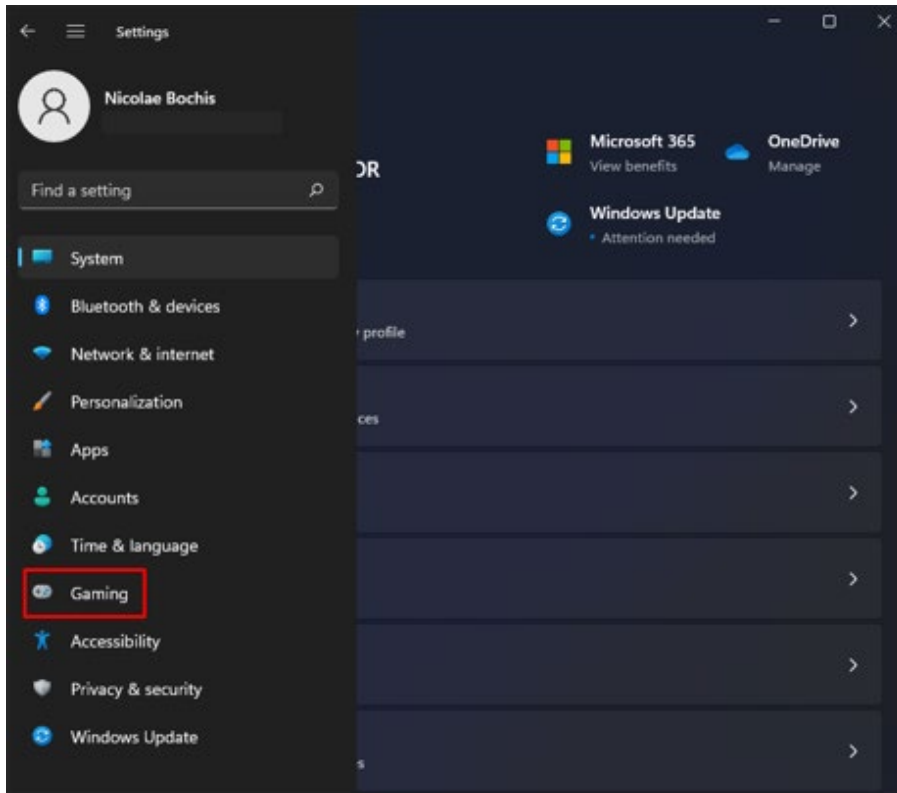 Settings
Nicolae Bochis
Find a setting
System
Bluetooth & devices
Network & internet
Personalization
Apps
Accounts
Time & language
Gaming
Accessibility
Privacy & security
Windows Update
OR
Microsoft 365
View benefits
OneDrive
Manage
Windows Update
Attention needed
profile
ces
s